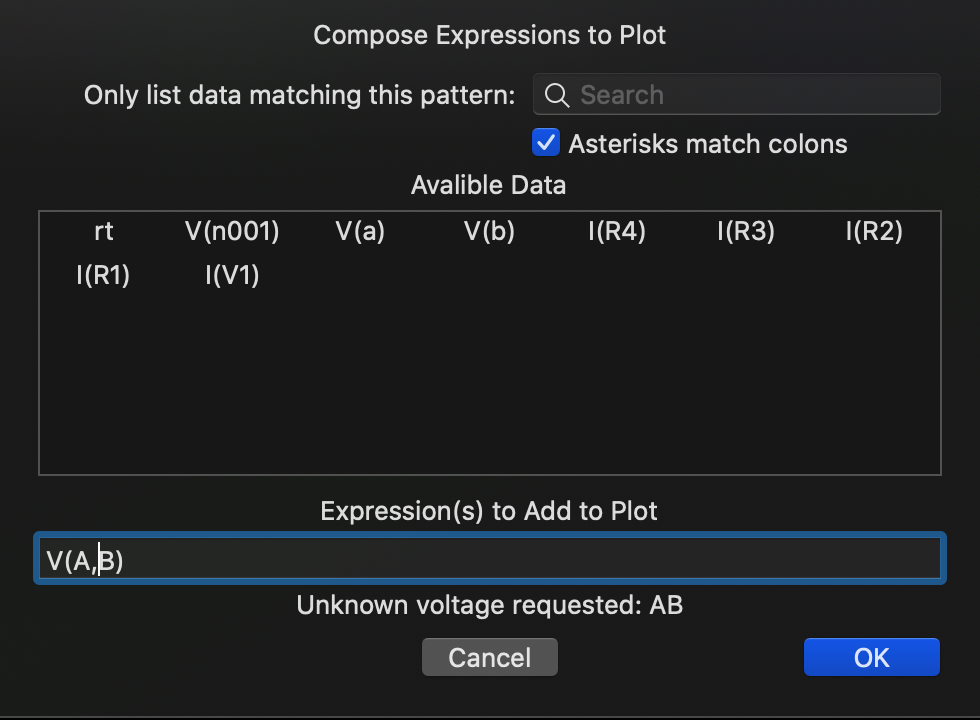 Compose Expressions to Plot
Only list data matching this pattern: Search
Asterisks match colons
Avalible Data
rt V(n001) V(a) V(b) I(R4) I(R3) I(R2)
I(R1) I(V1)
Expression(s) to Add to Plot
V(A,B)
Unknown voltage requested: AB
Cancel OK